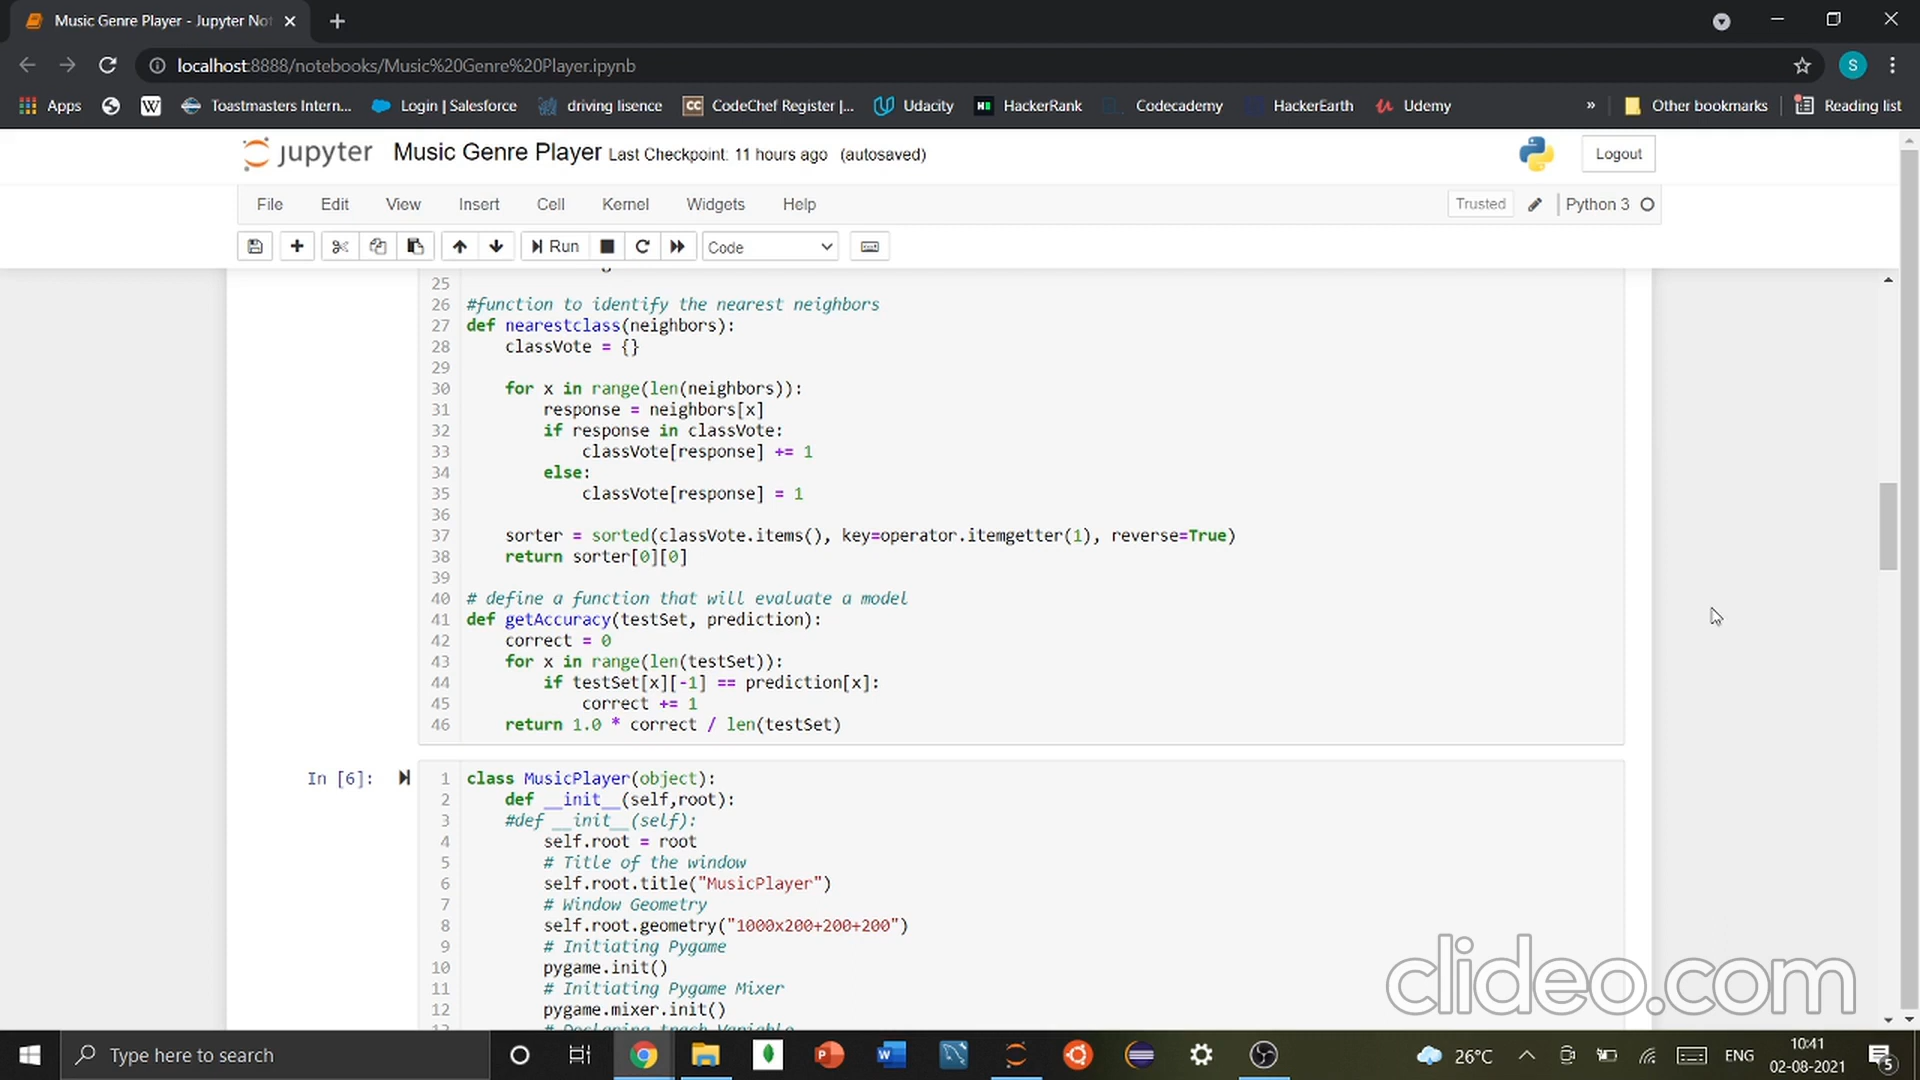 Music Genre Player - Jupyter Not
localhost:8888/notebooks/Music%20Genre%20Player.ipynb
S
Apps
W
Toastmasters Intern...
Login | Salesforce
driving lisence
CC
CodeChef Register |...
Udacity
HackerRank
Codecademy
HackerEarth
Udemy
»
Other bookmarks
Reading list
jupyter Music Genre Player Last Checkpoint: 11 hours ago (autosaved)
Logout
File Edit View Insert Cell Kernel Widgets Help
Trusted
Python 3
Run
Code
25
26 #function to identify the nearest neighbors
27 def nearestclass(neighbors):
28     classVote = {}
29
30     for x in range(len(neighbors)):
31         response = neighbors[x]
32         if response in classVote:
33             classVote[response] += 1
34         else:
35             classVote[response] = 1
36
37     sorter = sorted(classVote.items(), key=operator.itemgetter(1), reverse=True)
38     return sorter[0][0]
39
40 # define a function that will evaluate a model
41 def getAccuracy(testSet, prediction):
42     correct = 0
43     for x in range(len(testSet)):
44         if testSet[x][-1] == prediction[x]:
45             correct += 1
46     return 1.0 * correct / len(testSet)
In [6]:
1 class MusicPlayer(object):
2     def __init__(self,root):
3     #def __init__(self):
4         self.root = root
5         # Title of the window
6         self.root.title("MusicPlayer")
7         # Window Geometry
8         self.root.geometry("1000x200+200+200")
9         # Initiating Pygame
10         pygame.init()
11         # Initiating Pygame Mixer
12         pygame.mixer.init()
13         # Declaring track Variable
clideo.com
Type here to search
26°C
ENG
10:41
02-08-2021
5